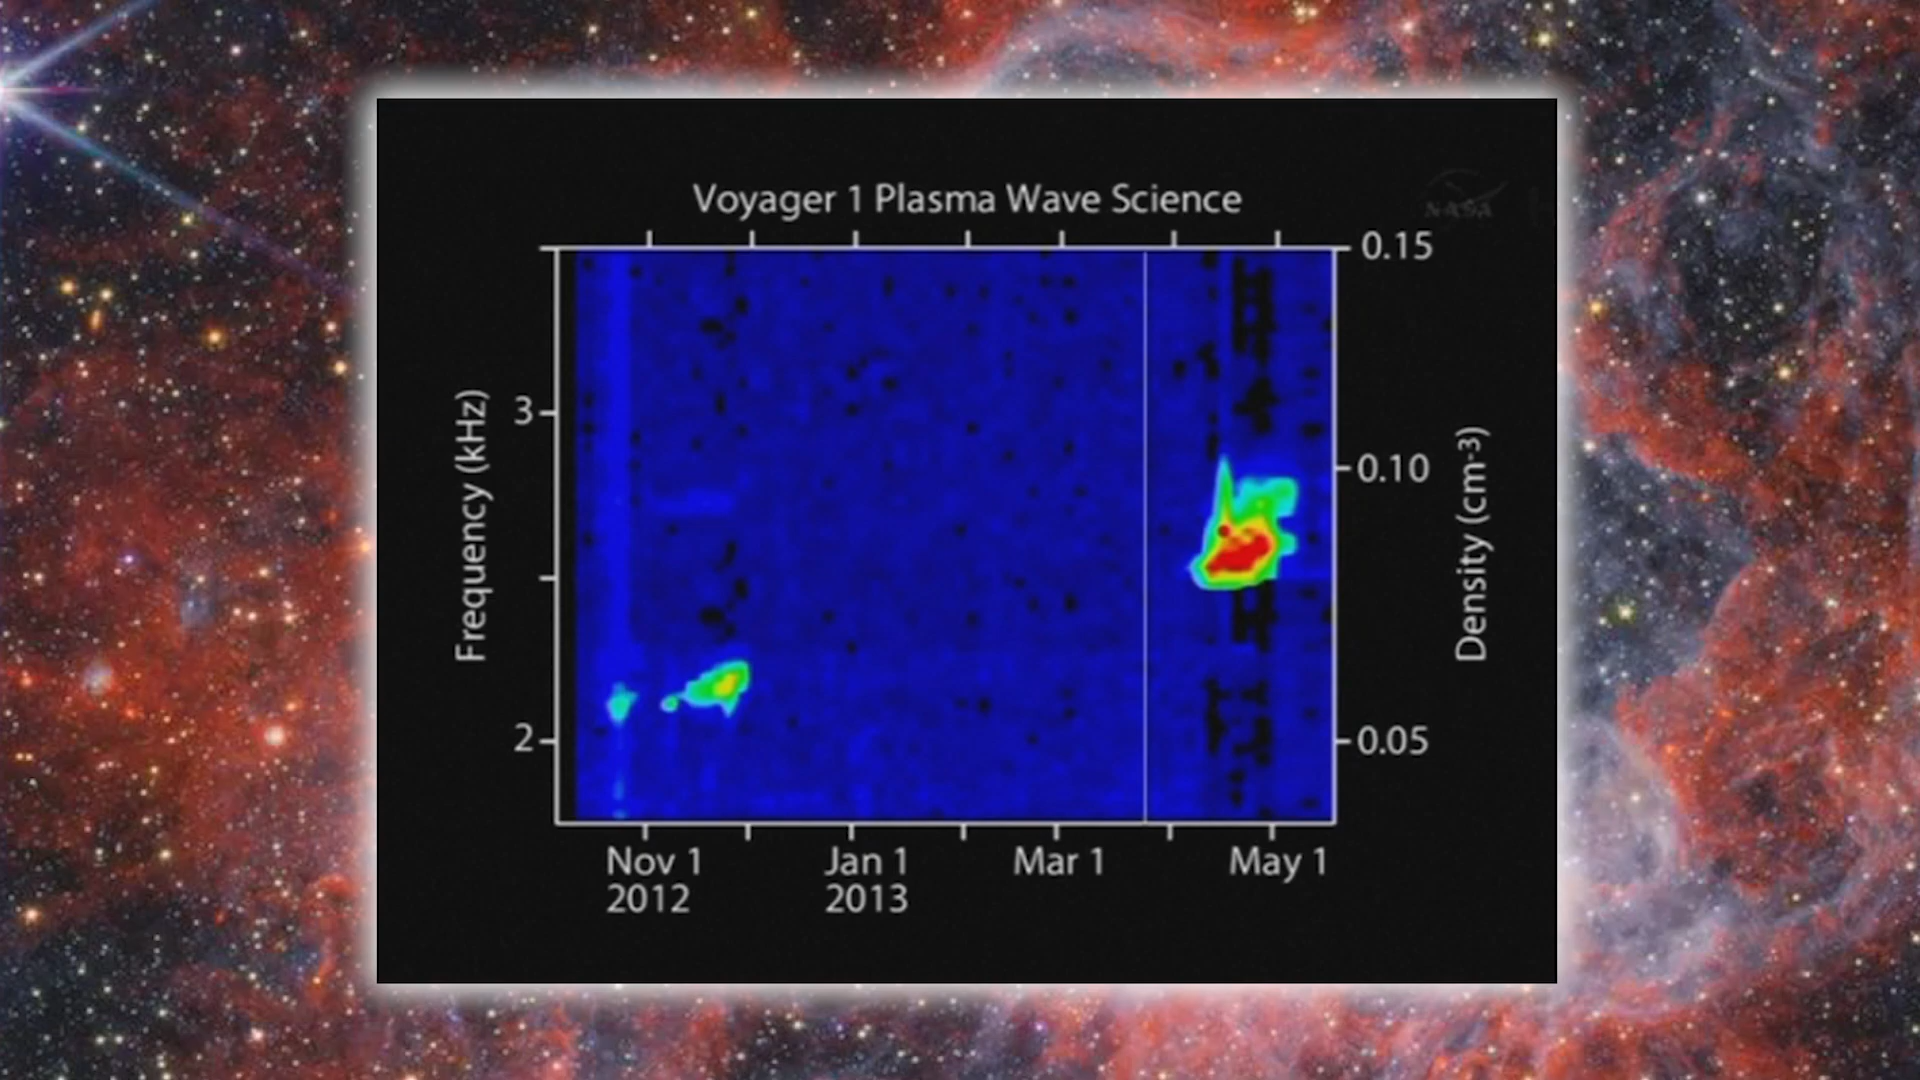 Voyager 1 Plasma Wave Science
NASA
0.15
3
0.10
Frequency (kHz)
Density (cm-3)
2
0.05
Nov 1
2012
Jan 1
2013
Mar 1
May 1